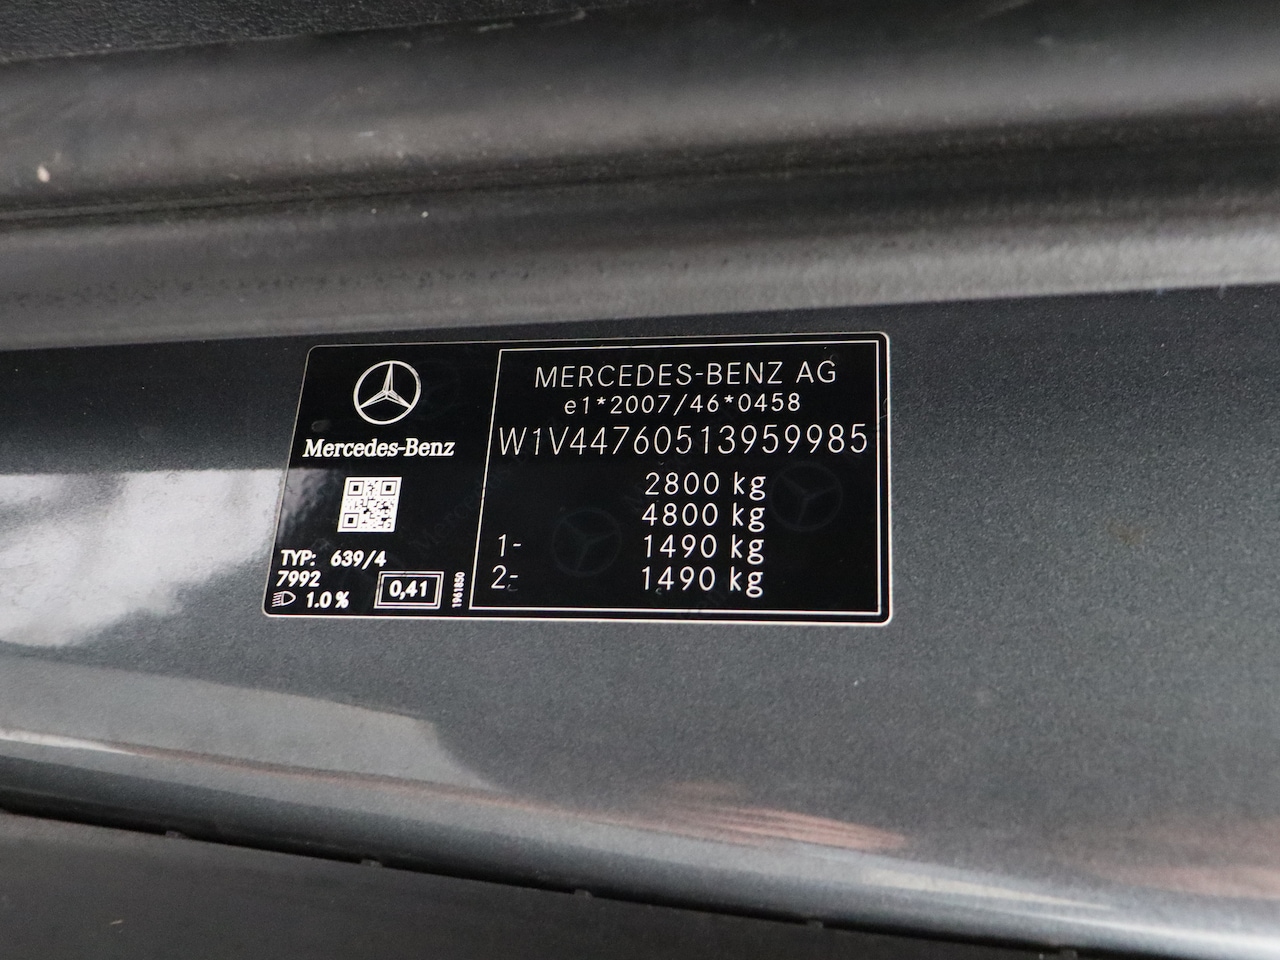 Mercedes-Benz
TYP: 639/4
7992
1.0 %
0,41
1961850
MERCEDES-BENZ AG
e1*2007/46*0458
W1V44760513959985
2800 kg
4800 kg
1- 1490 kg
2- 1490 kg